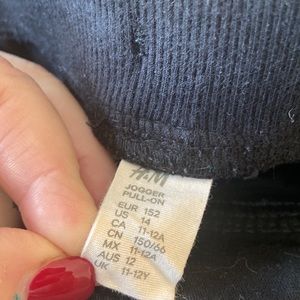 H&M
JOGGER
PULL-ON
EUR 152
US 14
CA 11-12A
CN 150/66
MX 11-12A
AUS 12
UK 11-12Y